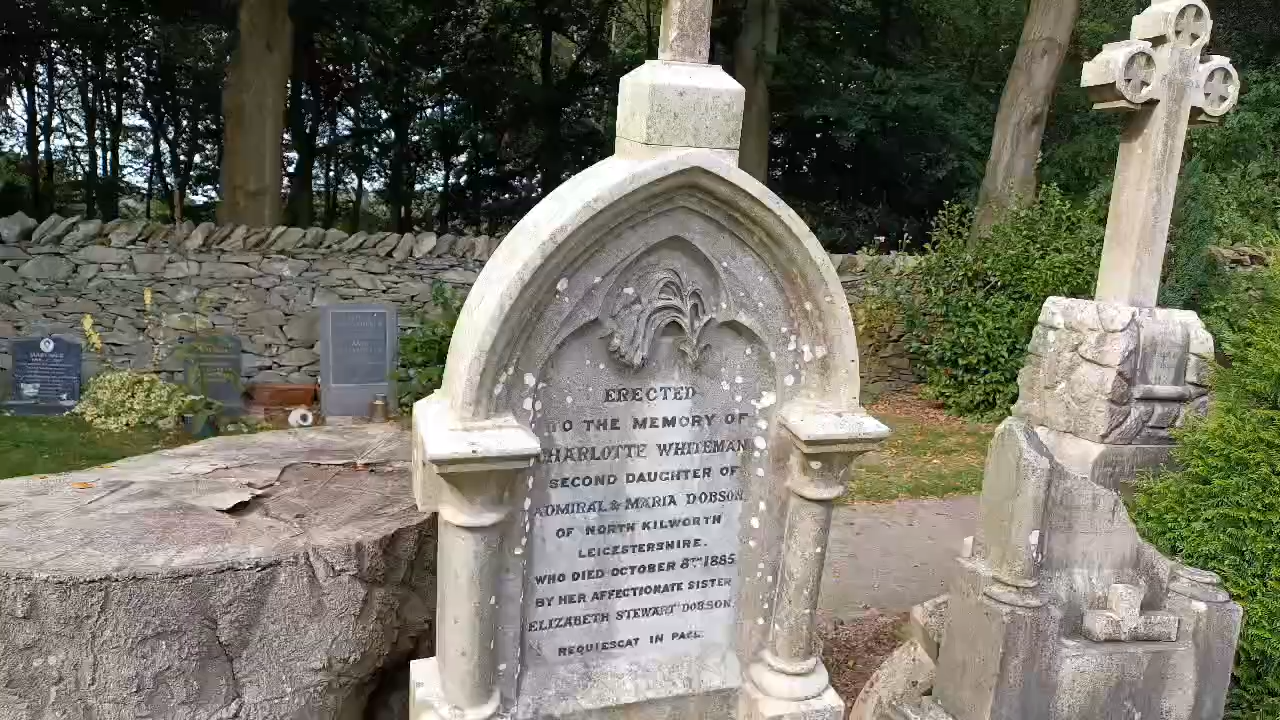 ERECTED
TO THE MEMORY OF
CHARLOTTE WHITEMAN
SECOND DAUGHTER OF
ADMIRAL & MARIA DOBSON
OF NORTH KILWORTH
LEICESTERSHIRE.
WHO DIED OCTOBER 8TH 1885
BY HER AFFECTIONATE SISTER
ELIZABETH STEWART DOBSON.
REQUIESCAT IN PACE.